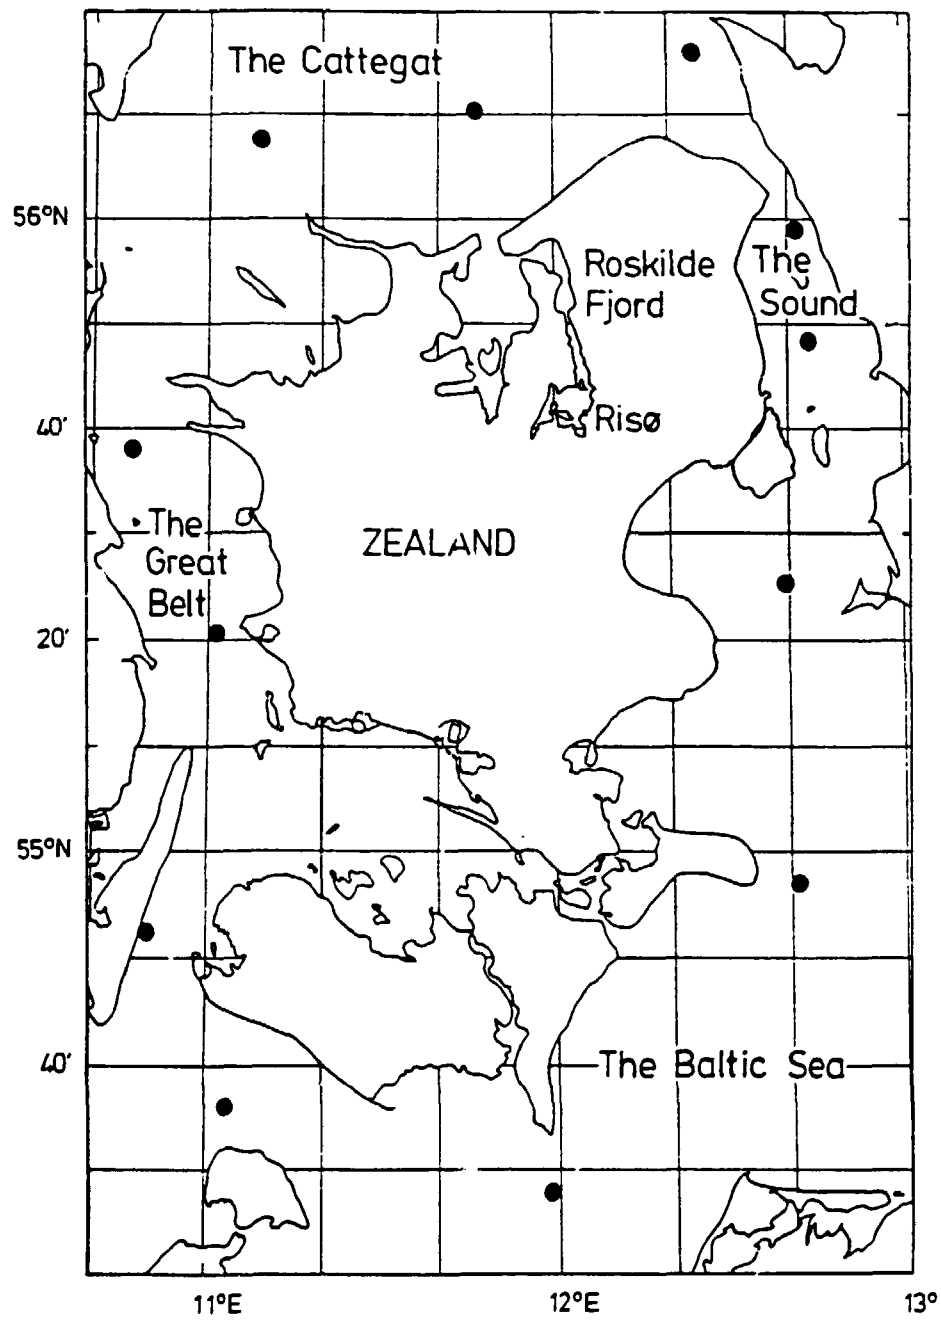 The Cattegat
56°N
Roskilde
Fjord
The
Sound
40'
Risø
The
Great
Belt
ZEALAND
20'
55°N
40'
The Baltic Sea
11°E
12°E
13°